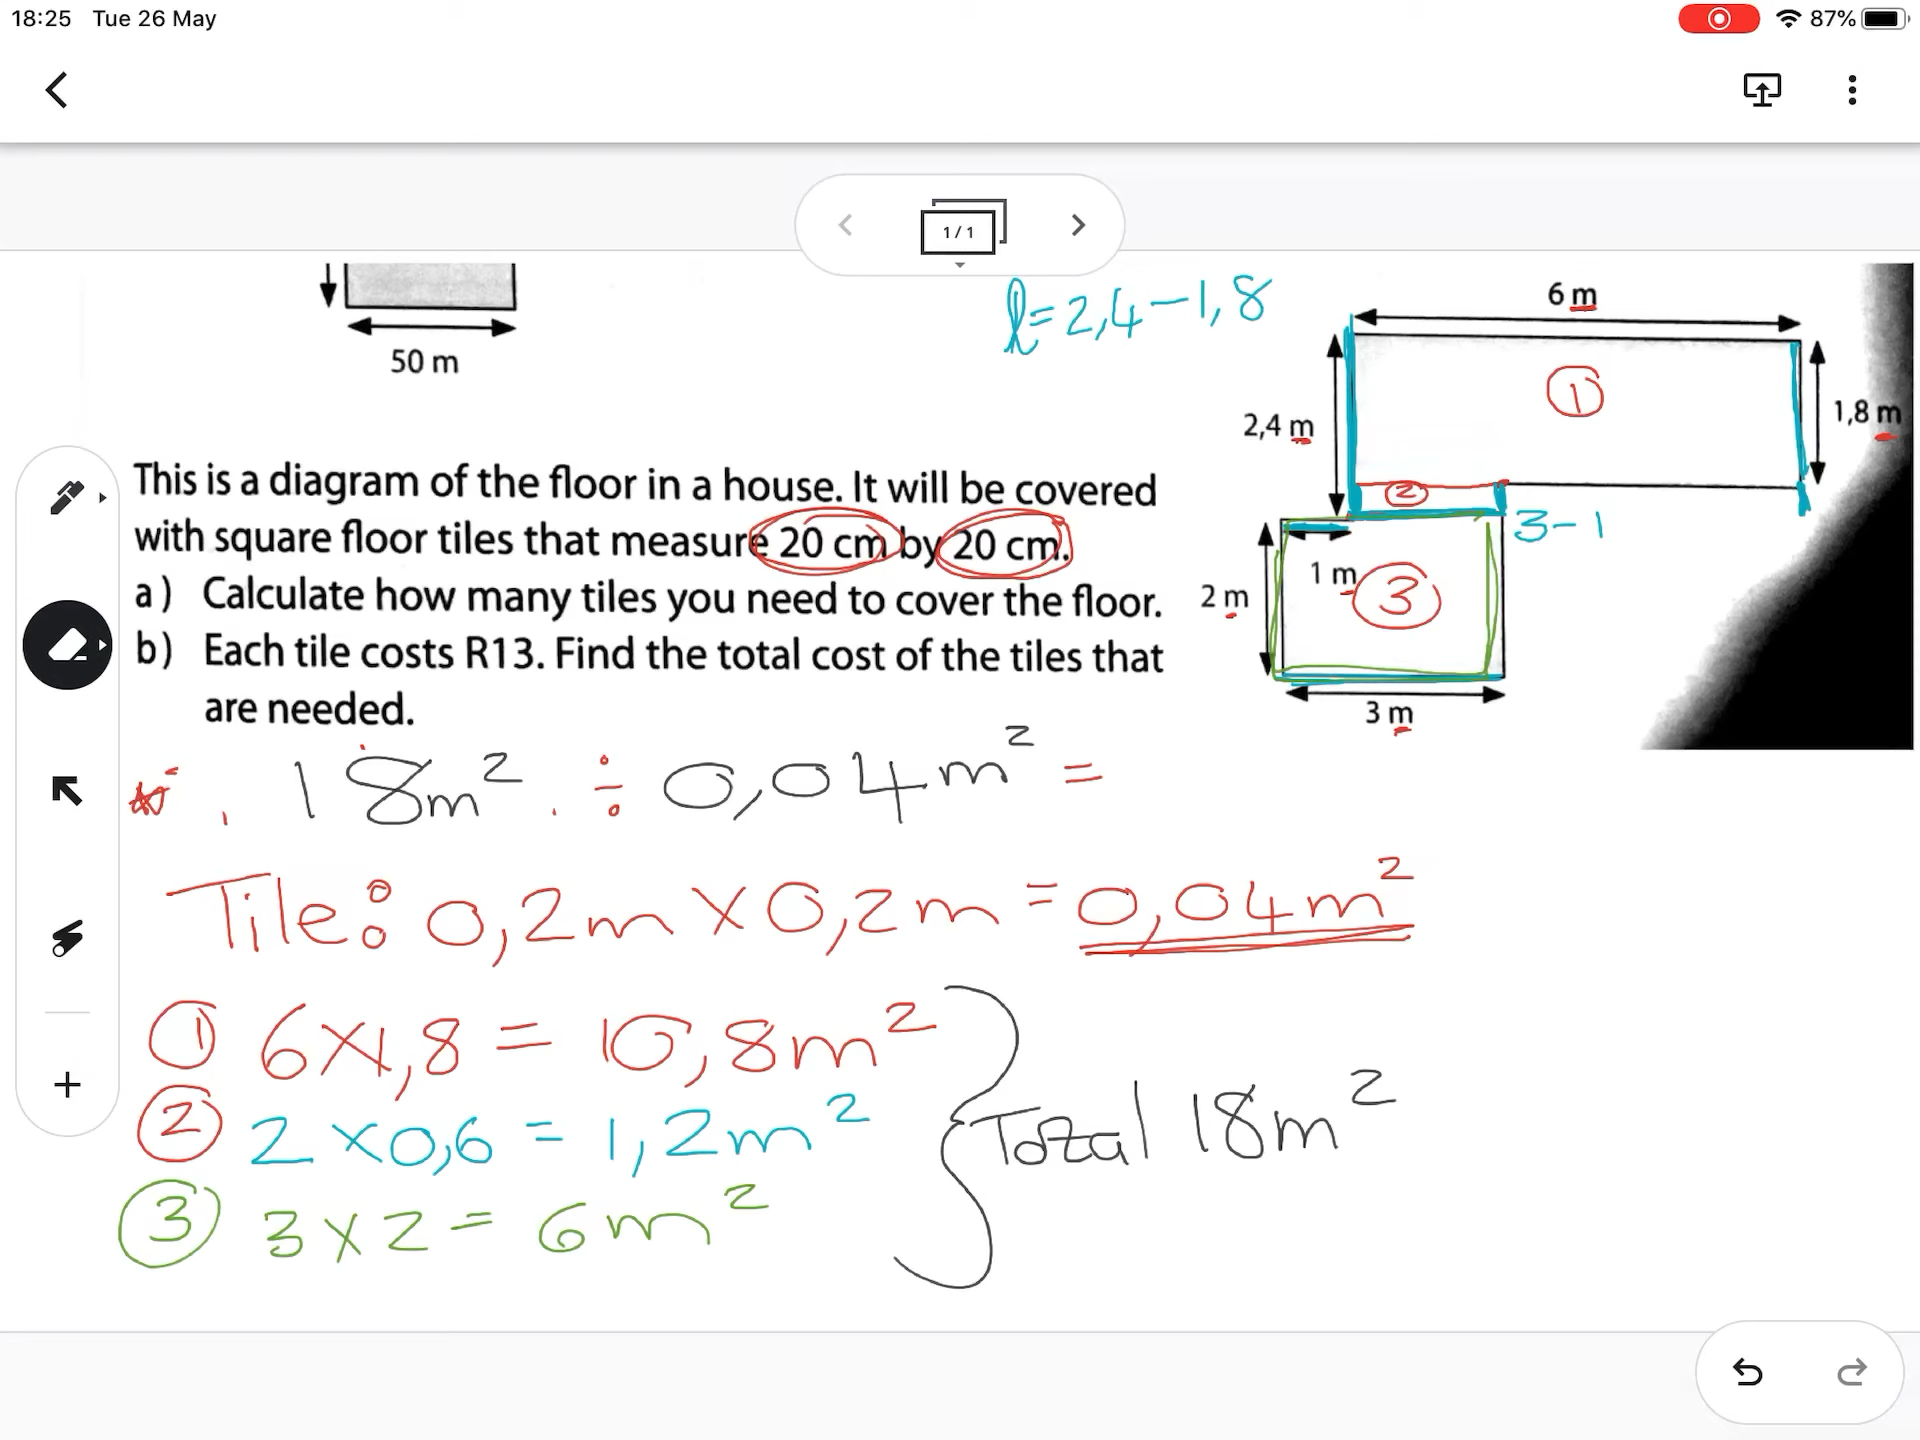 18:25 Tue 26 May
87%
1 / 1
50 m
l = 2,4 - 1,8
6 m
1
2,4 m
1,8 m
2
3 - 1
This is a diagram of the floor in a house. It will be covered
with square floor tiles that measure 20 cm by 20 cm.
a) Calculate how many tiles you need to cover the floor.
b) Each tile costs R13. Find the total cost of the tiles that
are needed.
1 m
3
2 m
3 m
18m² ÷ 0,04m² =
Tile: 0,2m × 0,2m = 0,04m²
① 6×1,8 = 10,8m²
② 2 × 0,6 = 1,2m²
③ 3 × 2 = 6m²
Total 18m²